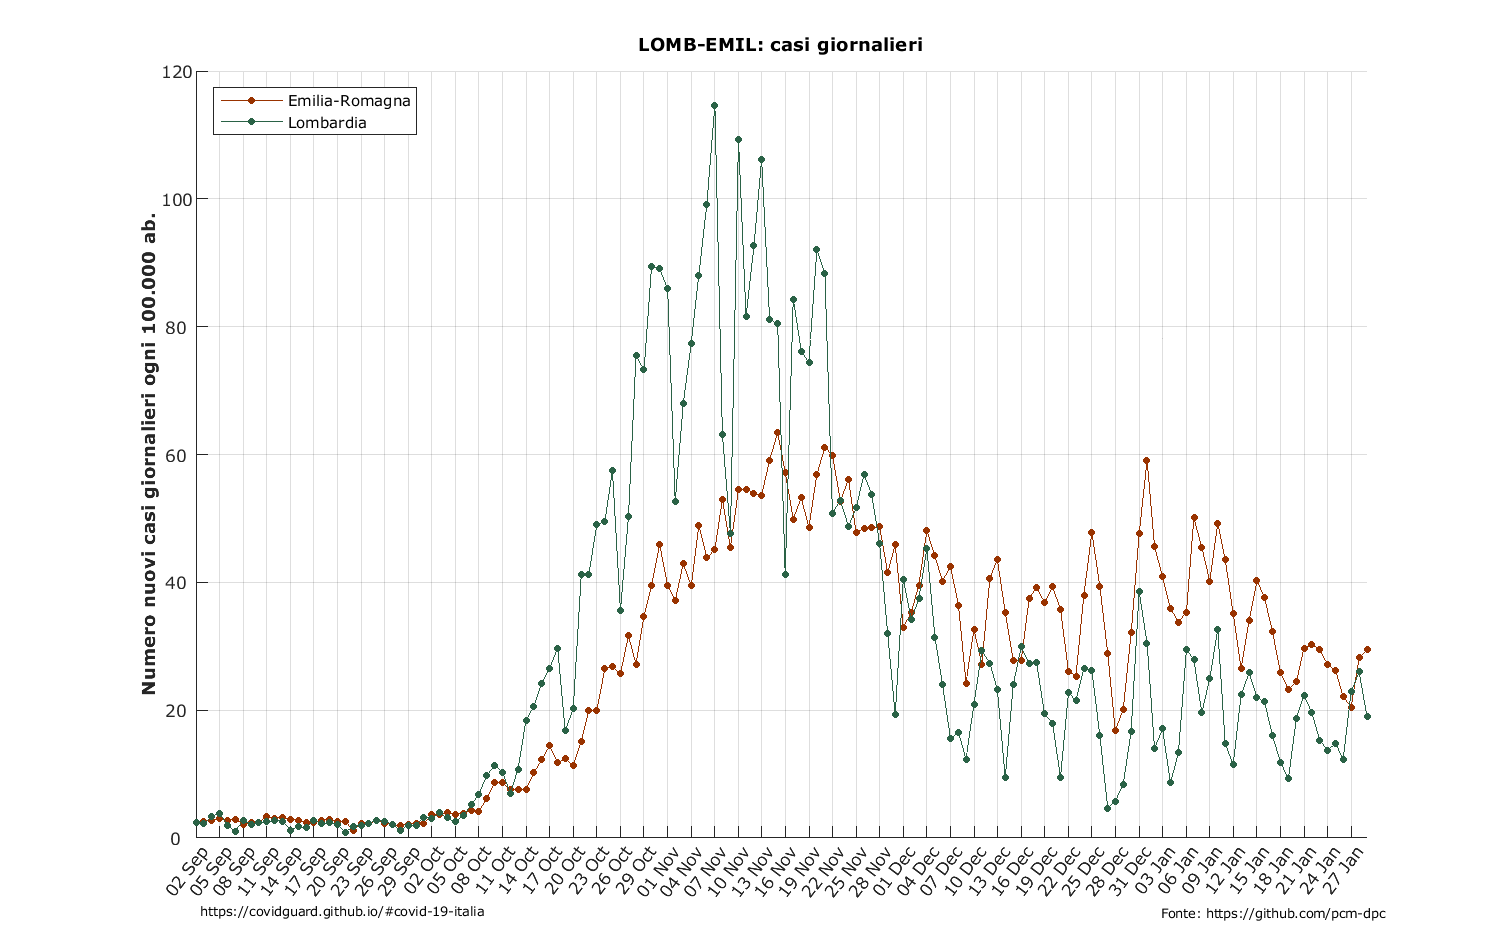 LOMB-EMIL: casi giornalieri
Emilia-Romagna
Lombardia
Numero nuovi casi giornalieri ogni 100.000 ab.
120
100
80
60
40
20
0
02 Sep
05 Sep
08 Sep
11 Sep
14 Sep
17 Sep
20 Sep
23 Sep
26 Sep
29 Sep
02 Oct
05 Oct
08 Oct
11 Oct
14 Oct
17 Oct
20 Oct
23 Oct
26 Oct
29 Oct
01 Nov
04 Nov
07 Nov
10 Nov
13 Nov
16 Nov
19 Nov
22 Nov
25 Nov
28 Nov
01 Dec
04 Dec
07 Dec
10 Dec
13 Dec
16 Dec
19 Dec
22 Dec
25 Dec
28 Dec
31 Dec
03 Jan
06 Jan
09 Jan
12 Jan
15 Jan
18 Jan
21 Jan
24 Jan
27 Jan
https://covidguard.github.io/#covid-19-italia
Fonte: https://github.com/pcm-dpc